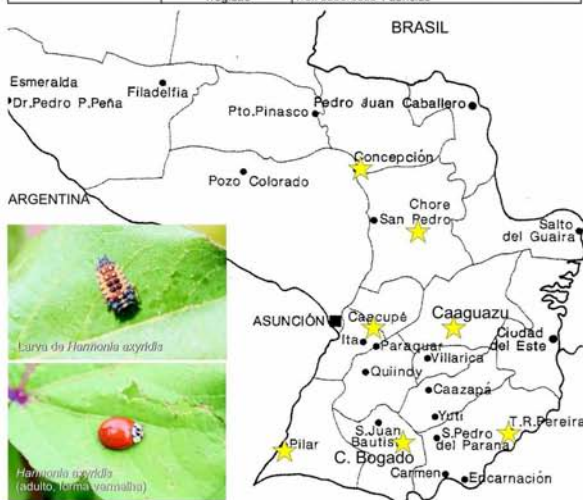 BRASIL
Esmeralda
Dr.Pedro P.Peña
Filadelfia
Pto.Pinasco
Pedro Juan Caballero
Concepción
Pozo Colorado
ARGENTINA
Chore
San Pedro
Salto
del Guaira
ASUNCIÓN
Caacupé
Caaguazu
Ciudad
del Este
Ita
Paraguar
Villarica
Quiindy
Caazapá
Yuti
T.R.Pereira
S.Juan
Bautis
S.Pedro
del Parana
Pilar
C. Bogado
Carmen
Encarnación
Larva de Harmonia axyridis
Harmonia axyridis
(adulto, forma vermelha)